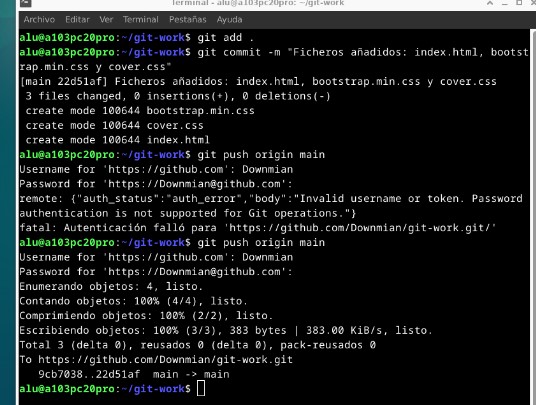 Terminal - alu@a103pc20pro: ~/git-work
Archivo Editar Ver Terminal Pestañas Ayuda
alu@a103pc20pro:~/git-work$ git add .
alu@a103pc20pro:~/git-work$ git commit -m "Ficheros añadidos: index.html, bootst
rap.min.css y cover.css"
[main 22d51af] Ficheros añadidos: index.html, bootstrap.min.css y cover.css
3 files changed, 0 insertions(+), 0 deletions(-)
create mode 100644 bootstrap.min.css
create mode 100644 cover.css
create mode 100644 index.html
alu@a103pc20pro:~/git-work$ git push origin main
Username for 'https://github.com': Downmian
Password for 'https://Downmian@github.com':
remote: {"auth_status":"auth_error","body":"Invalid username or token. Password
authentication is not supported for Git operations."}
fatal: Autenticación falló para 'https://github.com/Downmian/git-work.git/'
alu@a103pc20pro:~/git-work$ git push origin main
Username for 'https://github.com': Downmian
Password for 'https://Downmian@github.com':
Enumerando objetos: 4, listo.
Contando objetos: 100% (4/4), listo.
Comprimiendo objetos: 100% (2/2), listo.
Escribiendo objetos: 100% (3/3), 383 bytes | 383.00 KiB/s, listo.
Total 3 (delta 0), reusados 0 (delta 0), pack-reusados 0
To https://github.com/Downmian/git-work.git
9cb7038..22d51af main -> main
alu@a103pc20pro:~/git-work$